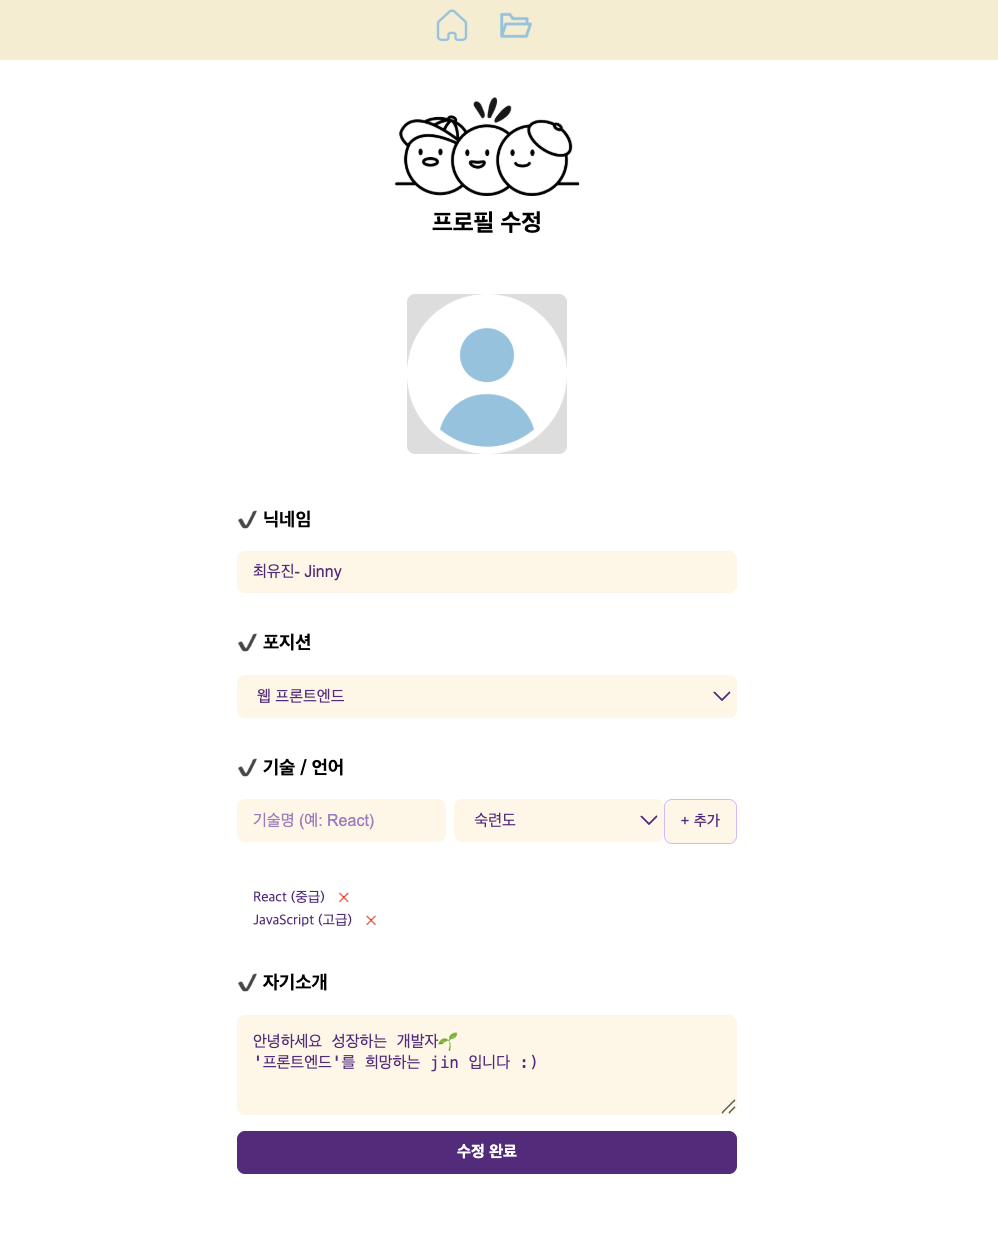 프로필 수정
✔ 닉네임
최유진- Jinny
✔ 포지션
웹 프론트엔드
✔ 기술 / 언어
기술명 (예: React) 숙련도 + 추가
React (중급) ×
JavaScript (고급) ×
✔ 자기소개
안녕하세요 성장하는 개발자🌱
'프론트엔드'를 희망하는 jin 입니다 :)
수정 완료